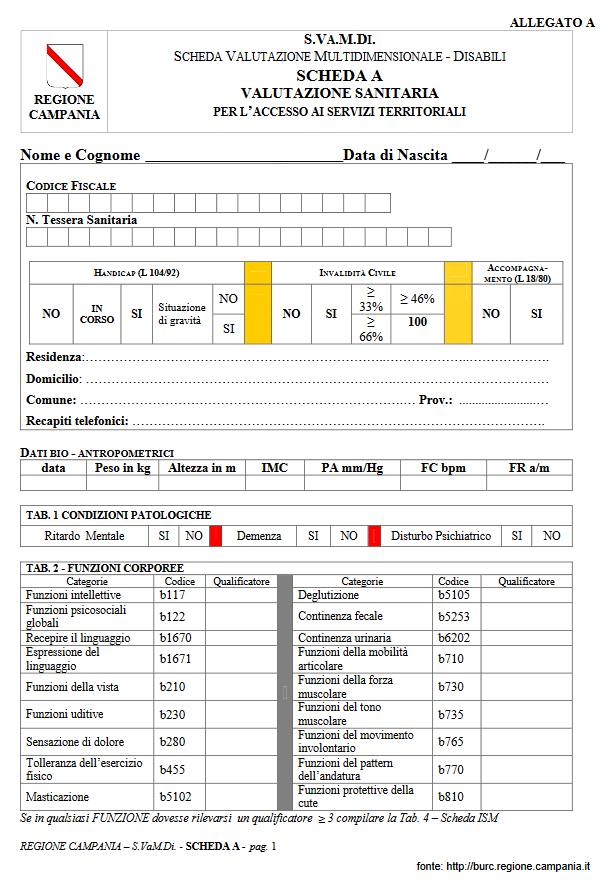 ALLEGATO A
S.VA.M.DI.
SCHEDA VALUTAZIONE MULTIDIMENSIONALE - DISABILI
SCHEDA A
VALUTAZIONE SANITARIA
PER L'ACCESSO AI SERVIZI TERRITORIALI
REGIONE
CAMPANIA
Nome e Cognome _________________________Data di Nascita ____/______/___
CODICE FISCALE
N. Tessera Sanitaria
HANDICAP (L 104/92) INVALIDITÀ CIVILE ACCOMPAGNA-
MENTO (L 18/80)
NO IN CORSO SI Situazione di gravità NO SI NO SI ≥ 33% ≥ 46% ≥ 66% 100 NO SI
Residenza:…………………………………………………………………………………………….
Domicilio: …………………………………………………………………………………………….
Comune: ………………………………………………………………… Prov.: ..........................…
Recapiti telefonici: ………………………………………………………………………………….
DATI BIO - ANTROPOMETRICI
data Peso in kg Altezza in m IMC PA mm/Hg FC bpm FR a/m
TAB. 1 CONDIZIONI PATOLOGICHE
Ritardo Mentale SI NO Demenza SI NO Disturbo Psichiatrico SI NO
TAB. 2 - FUNZIONI CORPOREE
Categorie Codice Qualificatore Categorie Codice Qualificatore
Funzioni intellettive b117 Deglutizione b5105
Funzioni psicosociali globali b122 Continenza fecale b5253
Recepire il linguaggio b1670 Continenza urinaria b6202
Espressione del linguaggio b1671 Funzioni della mobilità articolare b710
Funzioni della vista b210 Funzioni della forza muscolare b730
Funzioni uditive b230 Funzioni del tono muscolare b735
Sensazione di dolore b280 Funzioni del movimento involontario b765
Tolleranza dell'esercizio fisico b455 Funzioni del pattern dell'andatura b770
Masticazione b5102 Funzioni protettive della cute b810
Se in qualsiasi FUNZIONE dovesse rilevarsi un qualificatore ≥ 3 compilare la Tab. 4 – Scheda ISM
REGIONE CAMPANIA – S.VaM.Di. - SCHEDA A - pag. 1
fonte: http://burc.regione.campania.it